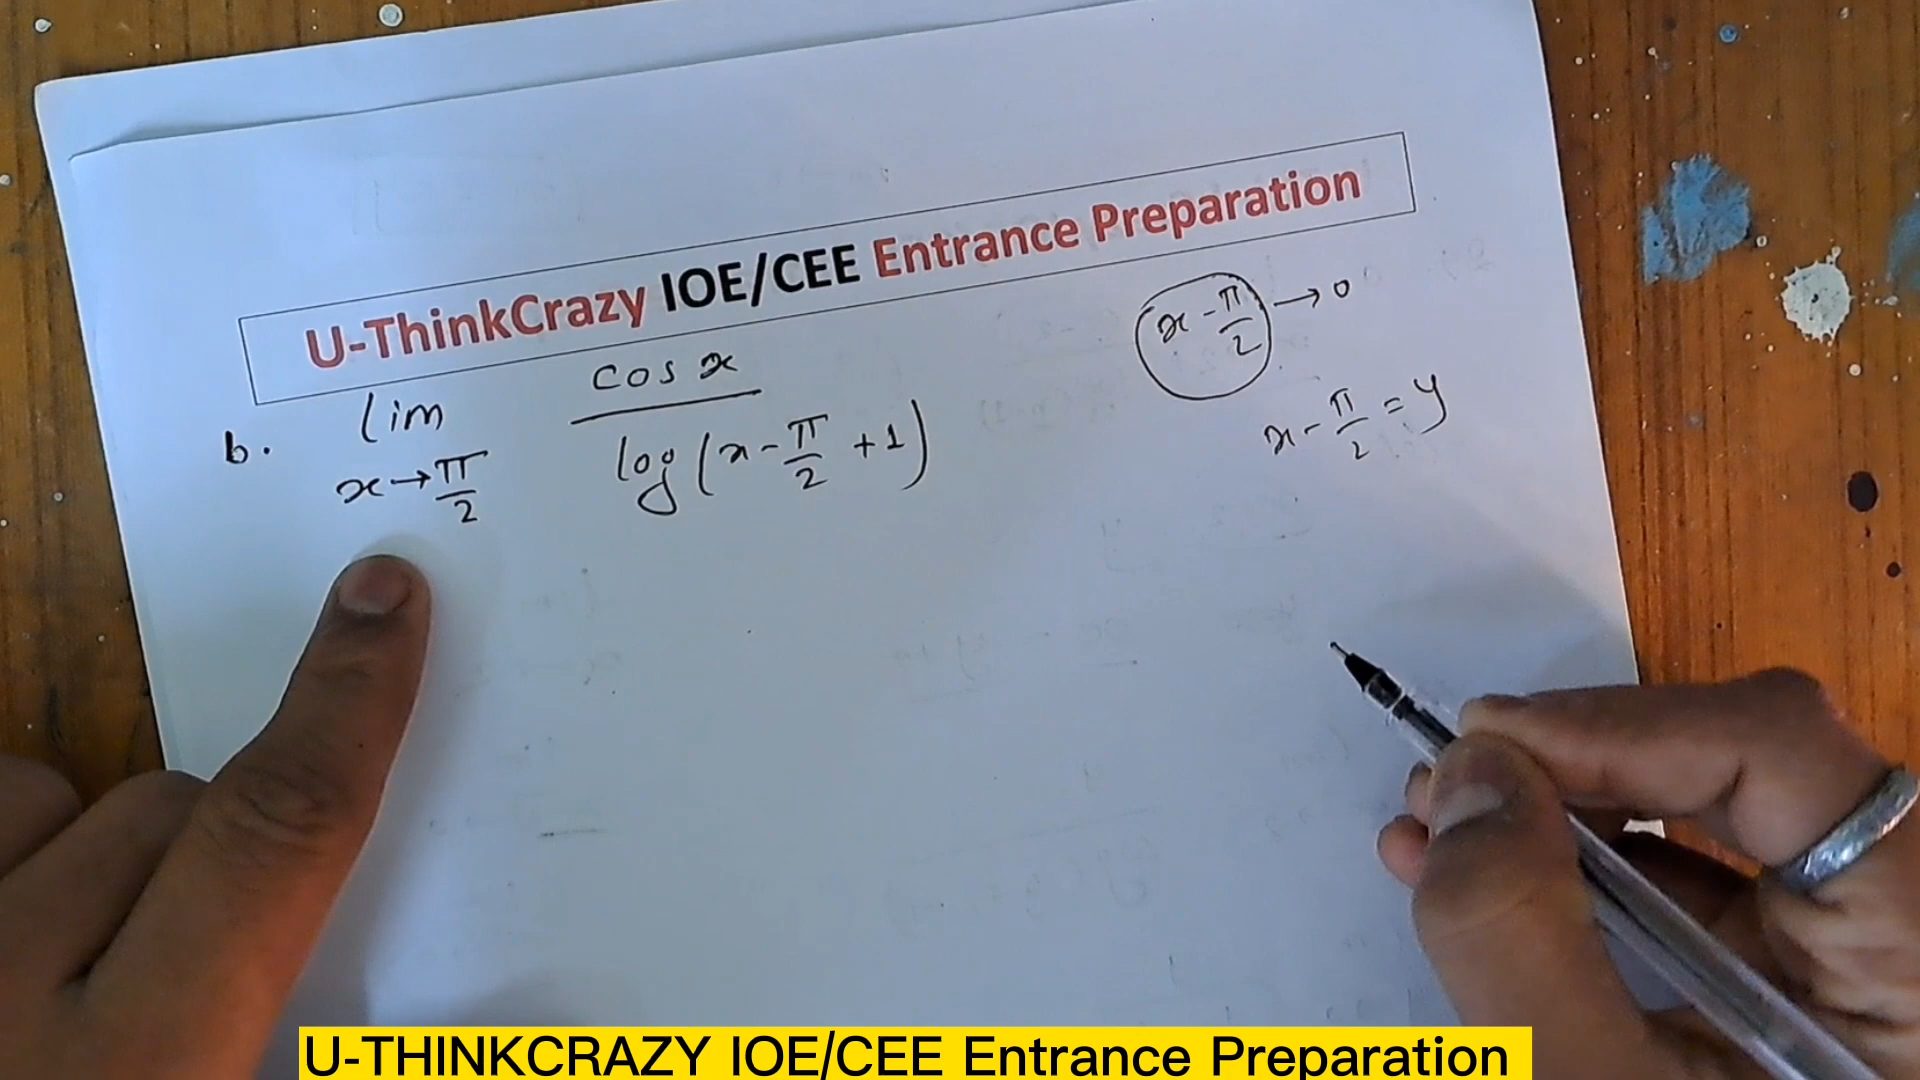 U-ThinkCrazy IOE/CEE Entrance Preparation
b. lim x→π/2 cos x / log(x - π/2 + 1)
x - π/2 → 0
x - π/2 = y
U-THINKCRAZY IOE/CEE Entrance Preparation